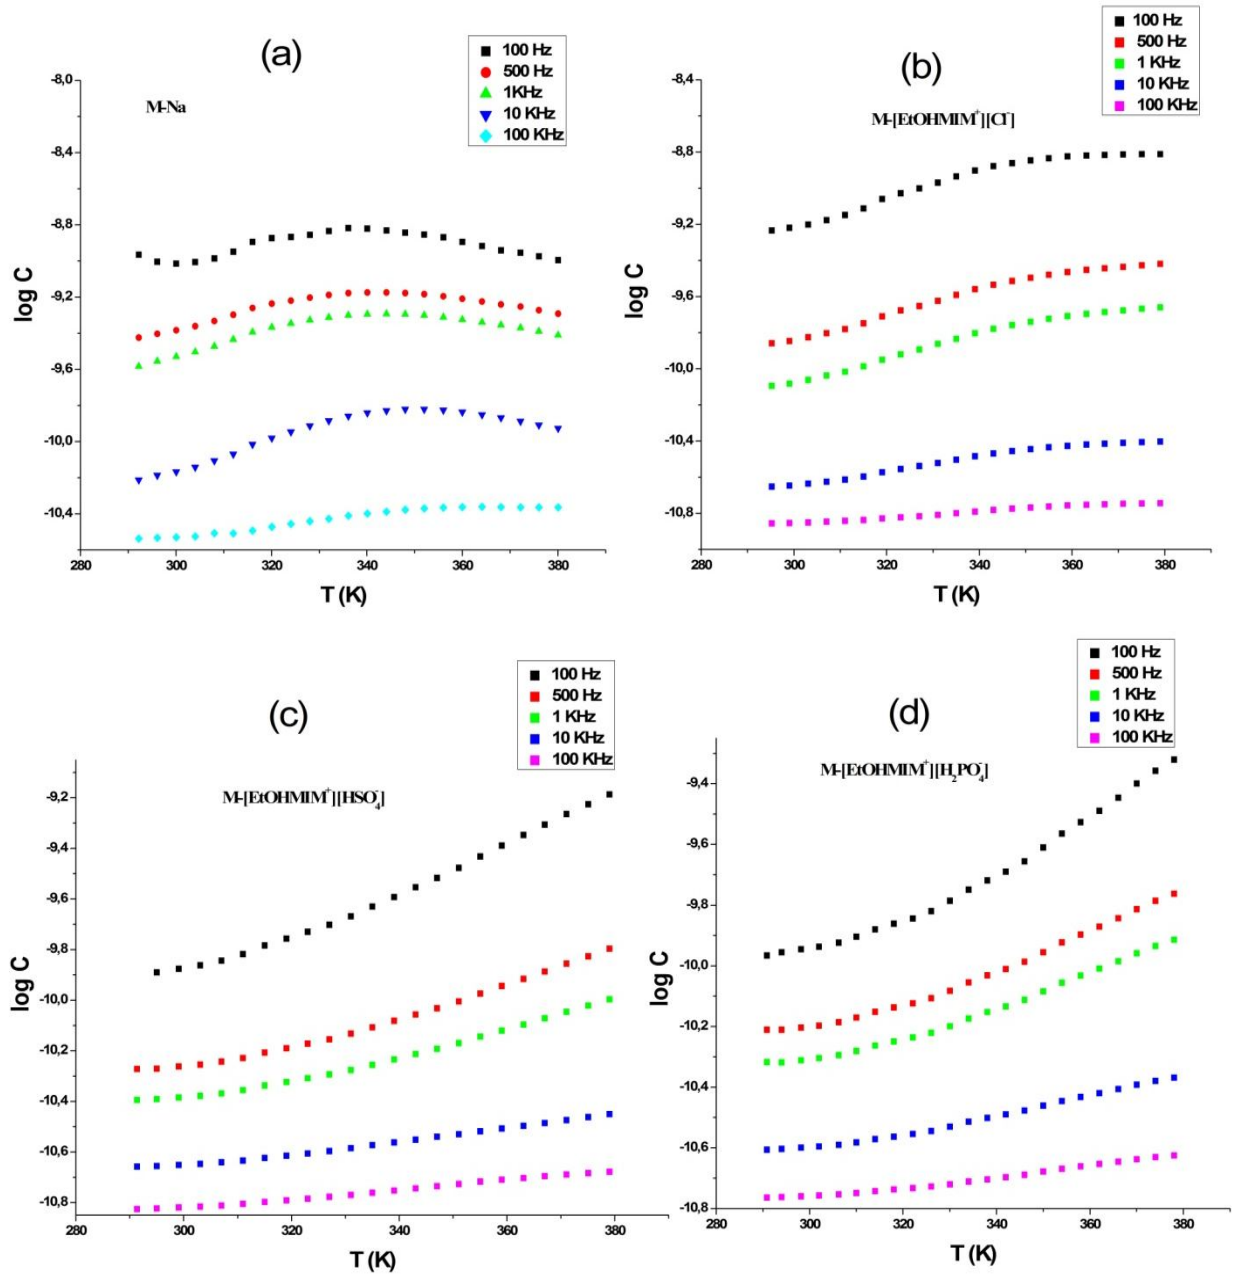 (a)
100 Hz
500 Hz
1KHz
10 KHz
100 KHz
M-Na
-8,0
-8,4
-8,8
-9,2
-9,6
-10,0
-10,4
log C
280
300
320
340
360
380
T (K)
(b)
100 Hz
500 Hz
1 KHz
10 KHz
100 KHz
M-[EtOHMIM⁺][Cl⁻]
-8,4
-8,8
-9,2
-9,6
-10,0
-10,4
-10,8
log C
280
300
320
340
360
380
T (K)
(c)
100 Hz
500 Hz
1 KHz
10 KHz
100 KHz
M-[EtOHMIM⁺][HSO₄⁻]
-9,2
-9,4
-9,6
-9,8
-10,0
-10,2
-10,4
-10,6
-10,8
log C
280
300
320
340
360
380
T (K)
(d)
100 Hz
500 Hz
1 KHz
10 KHz
100 KHz
M-[EtOHMIM⁺][H₂PO₄⁻]
-9,4
-9,6
-9,8
-10,0
-10,2
-10,4
-10,6
-10,8
log C
280
300
320
340
360
380
T (K)